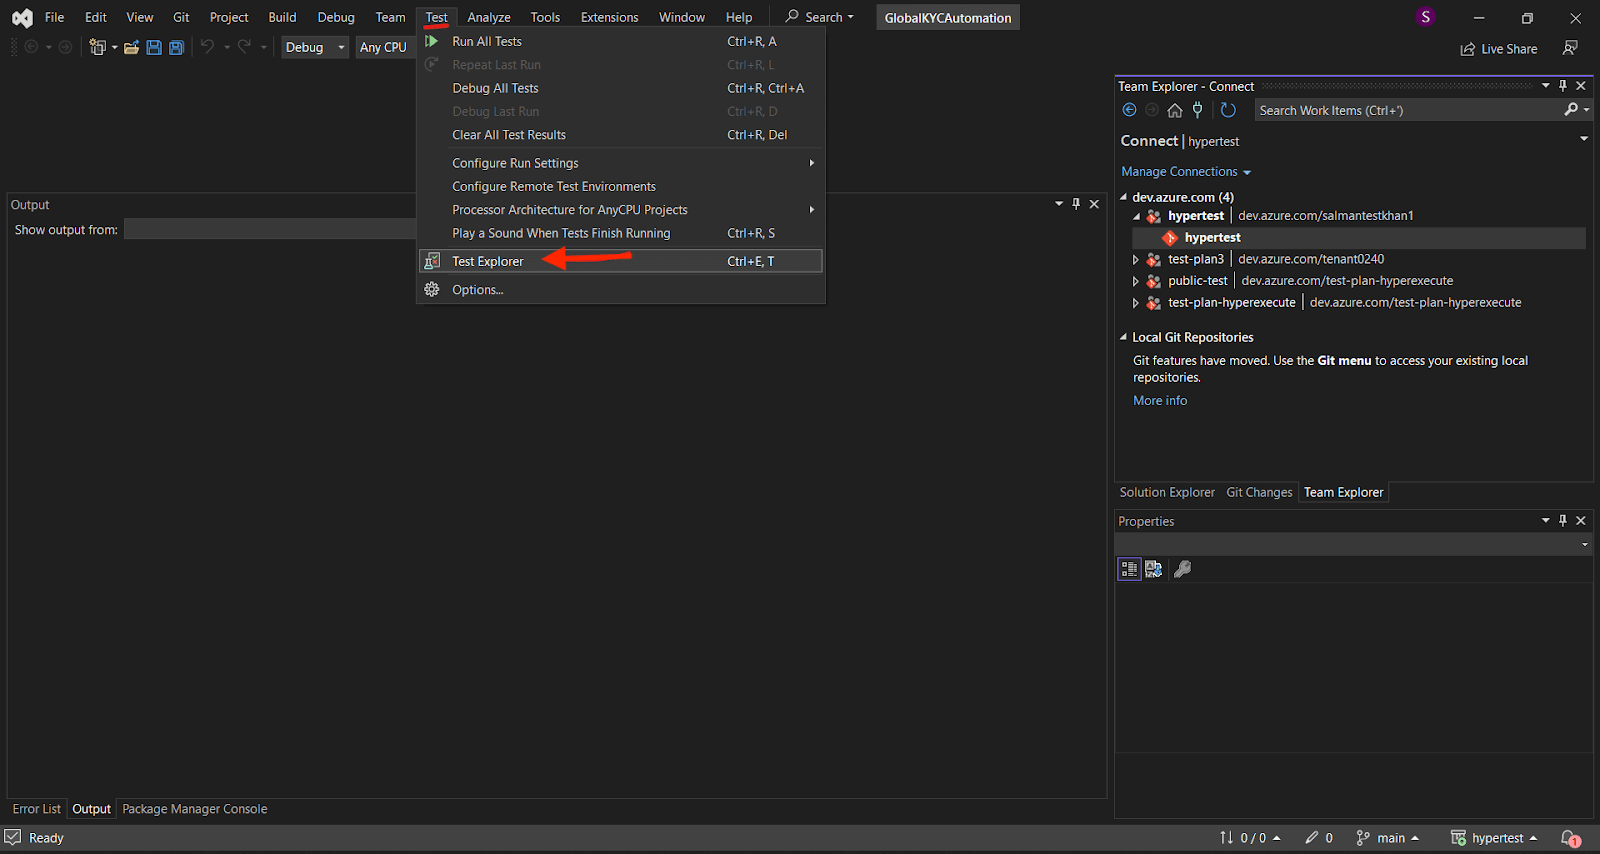 File Edit View Git Project Build Debug Team Test Analyze Tools Extensions Window Help Search GlobalKYCAutomation S
Debug Any CPU Live Share
Run All Tests Ctrl+R, A
Repeat Last Run Ctrl+R, L
Debug All Tests Ctrl+R, Ctrl+A
Debug Last Run Ctrl+R, D
Clear All Test Results Ctrl+R, Del
Configure Run Settings
Configure Remote Test Environments
Processor Architecture for AnyCPU Projects
Play a Sound When Tests Finish Running Ctrl+R, S
Test Explorer Ctrl+E, T
Options...
Output
Show output from:
Team Explorer - Connect
Search Work Items (Ctrl+')
Connect | hypertest
Manage Connections
dev.azure.com (4)
hypertest | dev.azure.com/salmantestkhan1
hypertest
test-plan3 | dev.azure.com/tenant0240
public-test | dev.azure.com/test-plan-hyperexecute
test-plan-hyperexecute | dev.azure.com/test-plan-hyperexecute
Local Git Repositories
Git features have moved. Use the Git menu to access your existing local
repositories.
More info
Solution Explorer Git Changes Team Explorer
Properties
Error List Output Package Manager Console
Ready 0 / 0 0 main hypertest 1